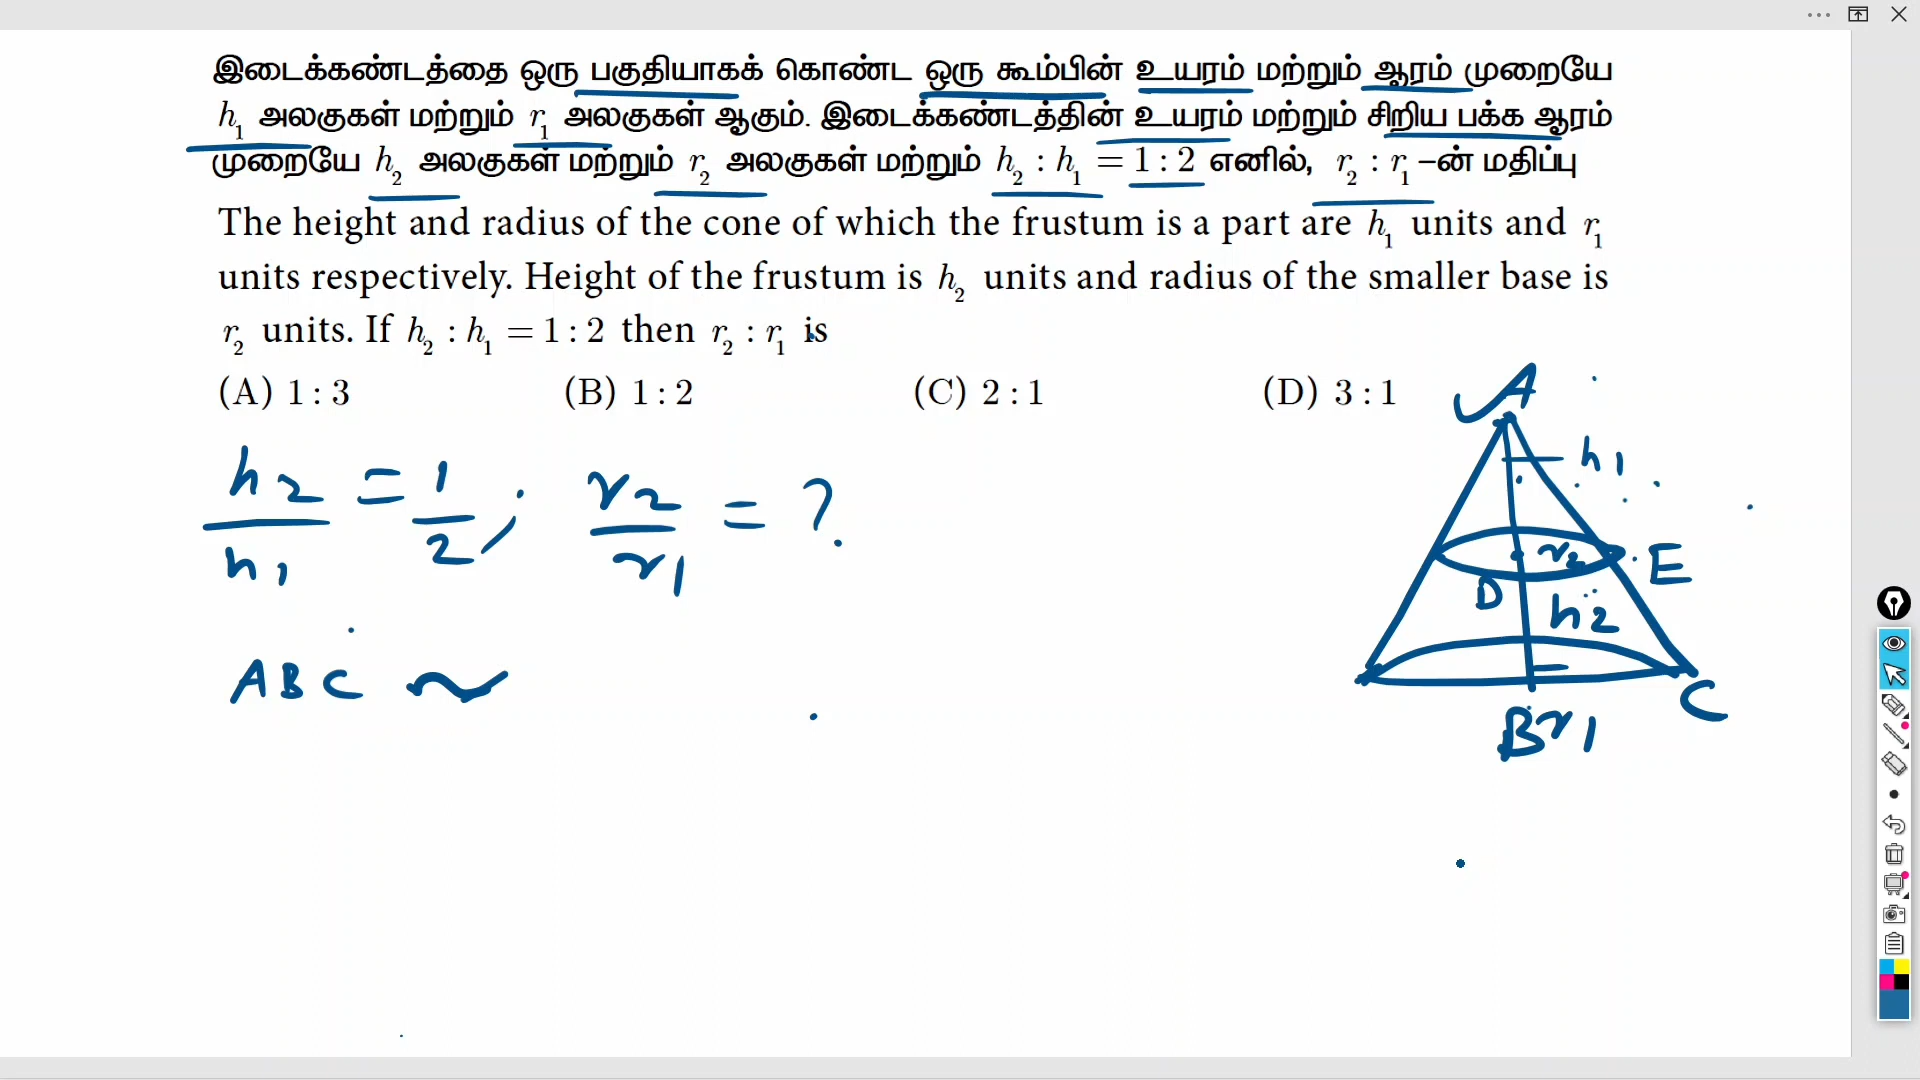 இடைக்கண்டத்தை ஒரு பகுதியாகக் கொண்ட ஒரு கூம்பின் உயரம் மற்றும் ஆரம் முறையே
h₁ அலகுகள் மற்றும் r₁ அலகுகள் ஆகும். இடைக்கண்டத்தின் உயரம் மற்றும் சிறிய பக்க ஆரம்
முறையே h₂ அலகுகள் மற்றும் r₂ அலகுகள் மற்றும் h₂ : h₁ = 1 : 2 எனில், r₂ : r₁ –ன் மதிப்பு
The height and radius of the cone of which the frustum is a part are h₁ units and r₁
units respectively. Height of the frustum is h₂ units and radius of the smaller base is
r₂ units. If h₂ : h₁ = 1 : 2 then r₂ : r₁ is
(A) 1 : 3 (B) 1 : 2 (C) 2 : 1 (D) 3 : 1
h2/h1 = 1/2 ; r2/r1 = ?
ABC ~
A
h1
r2 E
D
h2
C
B r1